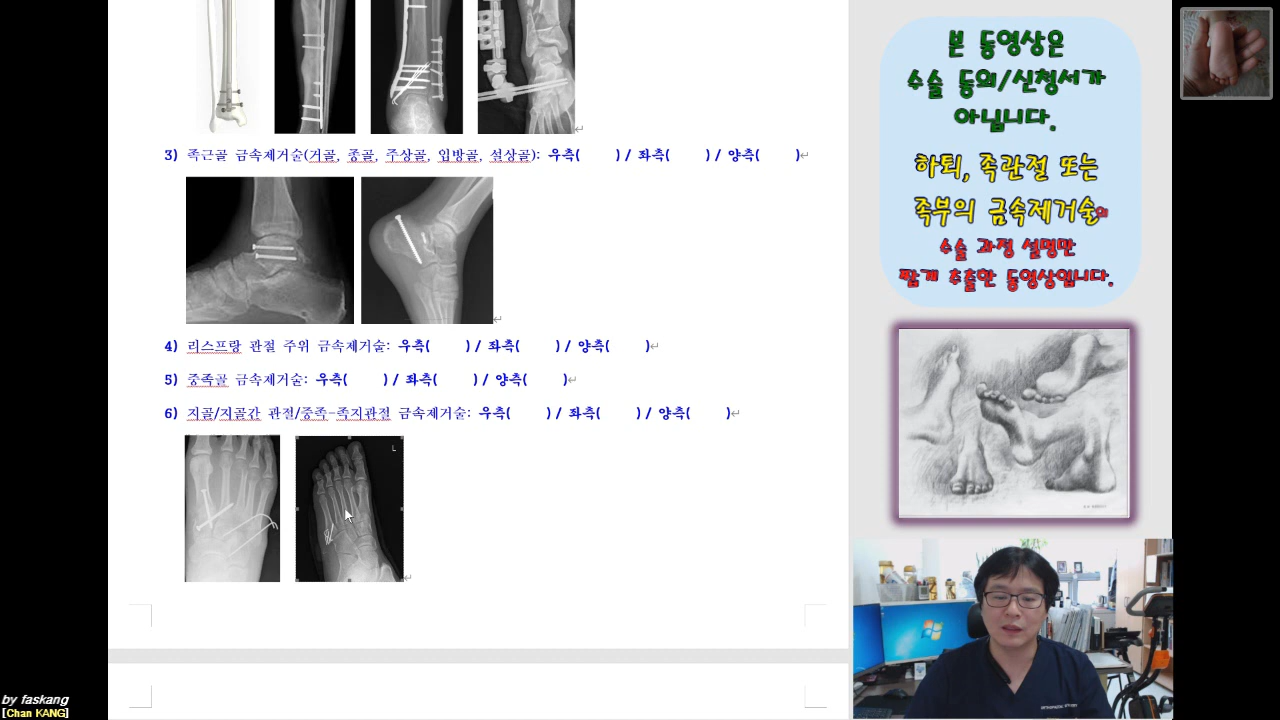 3) 족근골 금속제거술(거골, 종골, 주상골, 입방골, 설상골): 우측( ) / 좌측( ) / 양측( )
4) 리스프랑 관절 주위 금속제거술: 우측( ) / 좌측( ) / 양측( )
5) 중족골 금속제거술: 우측( ) / 좌측( ) / 양측( )
6) 지골/지골간 관절/중족-족지관절 금속제거술: 우측( ) / 좌측( ) / 양측( )
L
본 동영상은
수술 동의/신청서가
아닙니다.
하퇴, 족관절 또는
족부의 금속제거술의
수술 과정 설명만
짧게 추출한 동영상입니다.
by faskang
[Chan KANG]